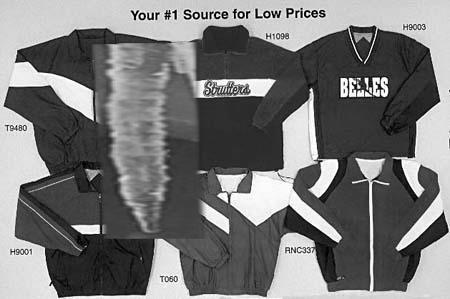 Your #1 Source for Low Prices
H1098
H9003
Strutters
BELLES
T9480
H9001
T060
RNC337